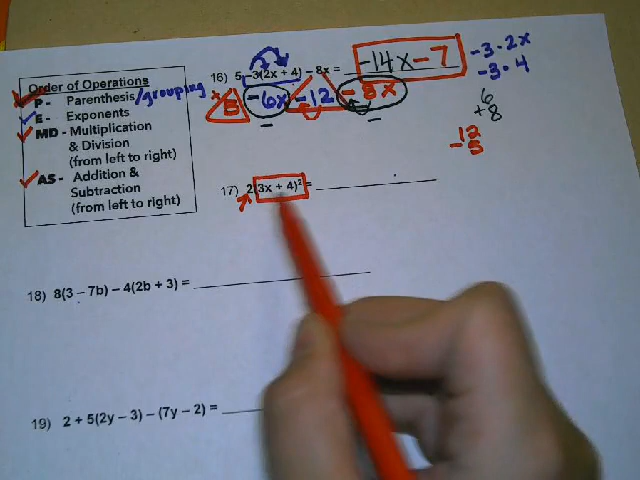 Order of Operations
P - Parenthesis /grouping
E - Exponents
MD - Multiplication
& Division
(from left to right)
AS - Addition &
Subtraction
(from left to right)
16) 5 - 3(2x + 4) - 8x = -14x - 7
5 - 6x - 12 - 8x
-3 · 2x
-3 · 4
6
+8
12
-5
17) 2(3x + 4)² =
18) 8(3 - 7b) - 4(2b + 3) =
19) 2 + 5(2y - 3) - (7y - 2) =